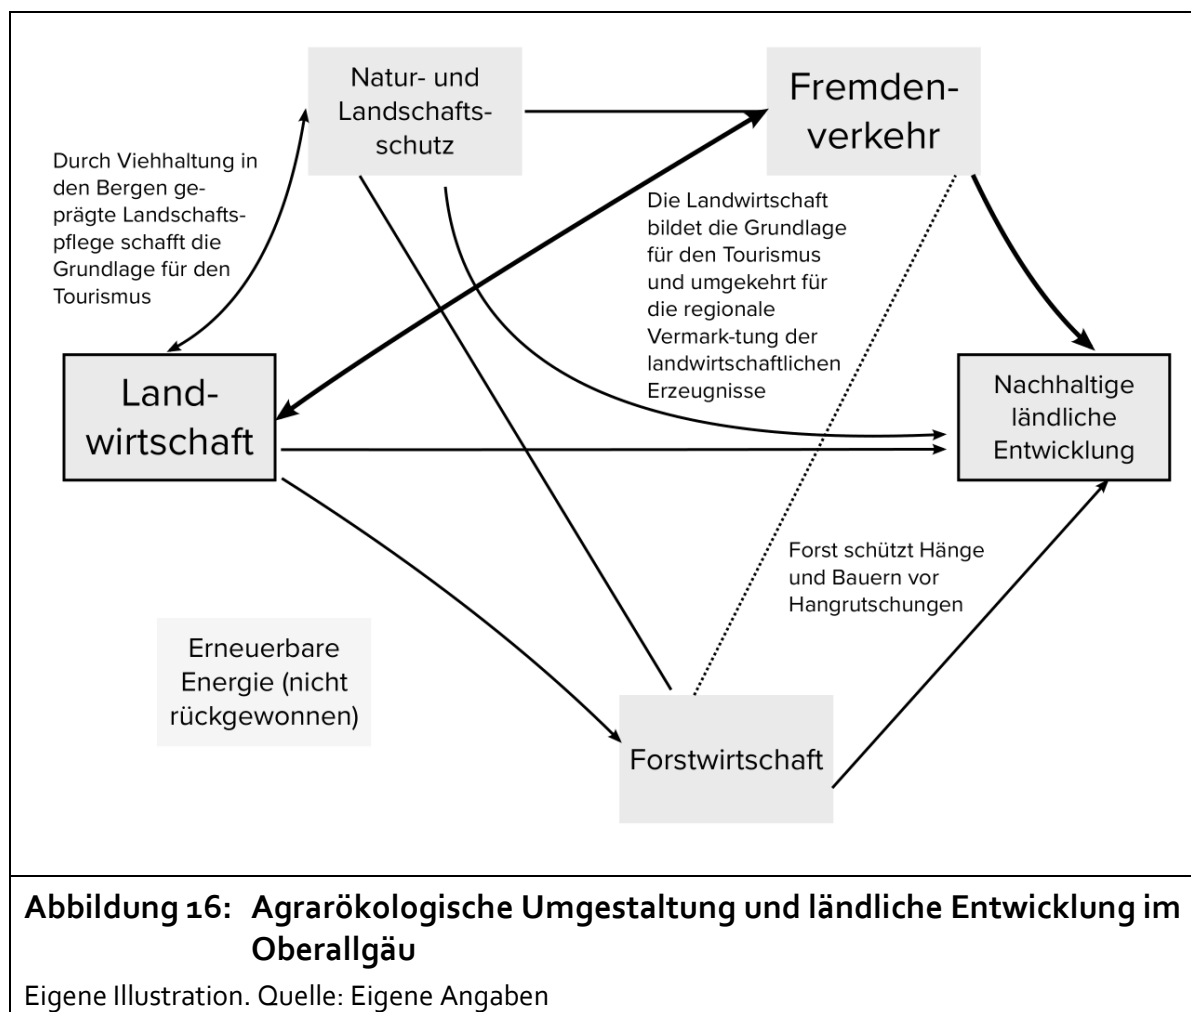 Natur- und
Landschafts-
schutz
Fremden-
verkehr
Durch Viehhaltung in
den Bergen ge-
prägte Landschafts-
pflege schafft die
Grundlage für den
Tourismus
Die Landwirtschaft
bildet die Grundlage
für den Tourismus
und umgekehrt für
die regionale
Vermark-tung der
landwirtschaftlichen
Erzeugnisse
Land-
wirtschaft
Nachhaltige
ländliche
Entwicklung
Forst schützt Hänge
und Bauern vor
Hangrutschungen
Erneuerbare
Energie (nicht
rückgewonnen)
Forstwirtschaft
Abbildung 16: Agrarökologische Umgestaltung und ländliche Entwicklung im
Oberallgäu
Eigene Illustration. Quelle: Eigene Angaben